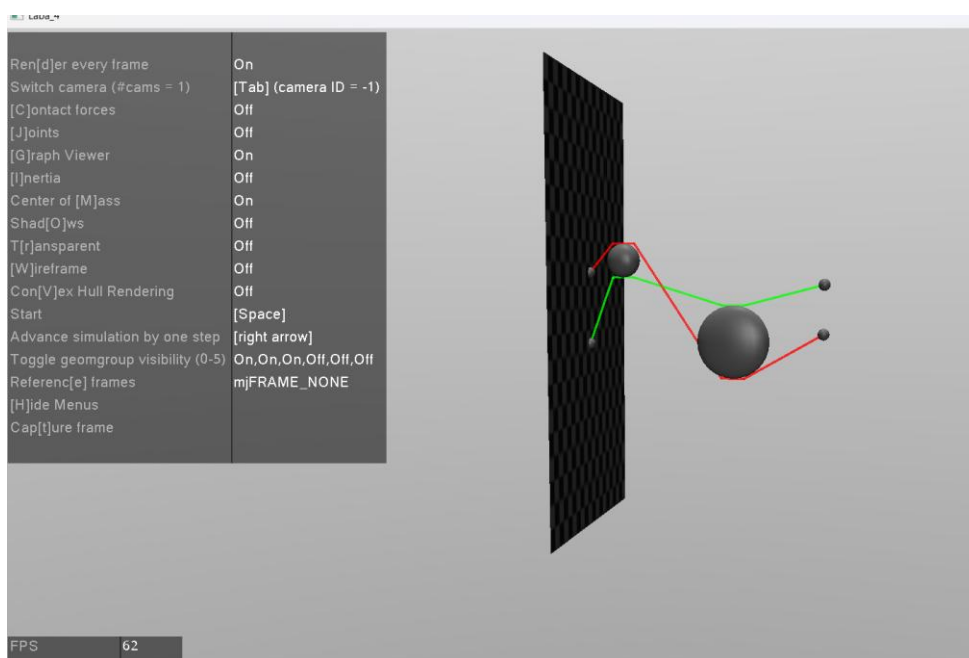 Laba_4
Ren[d]er every frame On
Switch camera (#cams = 1) [Tab] (camera ID = -1)
[C]ontact forces Off
[J]oints Off
[G]raph Viewer On
[I]nertia Off
Center of [M]ass On
Shad[O]ws Off
T[r]ansparent Off
[W]ireframe Off
Con[V]ex Hull Rendering Off
Start [Space]
Advance simulation by one step [right arrow]
Toggle geomgroup visibility (0-5) On,On,On,Off,Off,Off
Referenc[e] frames mjFRAME_NONE
[H]ide Menus
Cap[t]ure frame
FPS 62